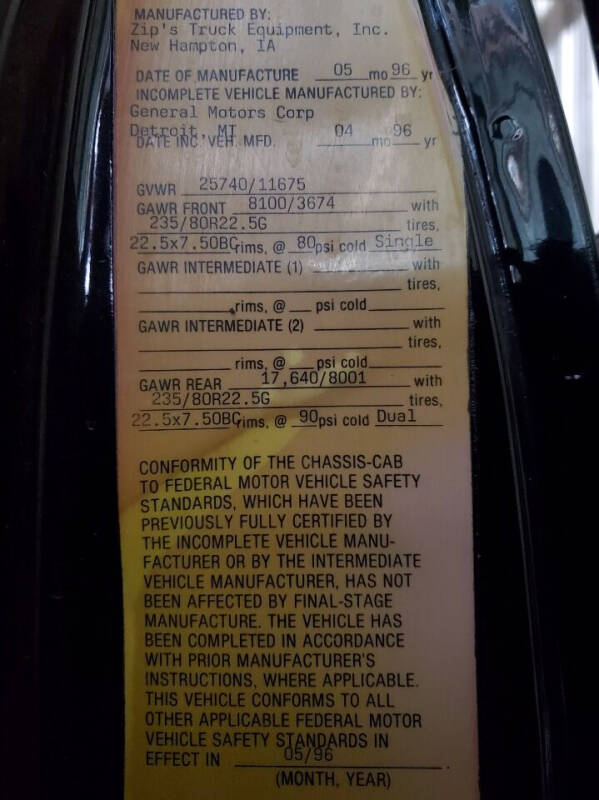 MANUFACTURED BY:
Zip's Truck Equipment, Inc.
New Hampton, IA
DATE OF MANUFACTURE 05 mo 96 yr
INCOMPLETE VEHICLE MANUFACTURED BY:
General Motors Corp
Detroit, MI
DATE INC VEH. MFD. 04 mo 96 yr
GVWR 25740/11675
GAWR FRONT 8100/3674 with
235/80R22.5G tires,
22.5x7.50BC rims, @ 80 psi cold Single
GAWR INTERMEDIATE (1) with
tires,
rims, @ psi cold
GAWR INTERMEDIATE (2) with
tires,
rims, @ psi cold
GAWR REAR 17,640/8001 with
235/80R22.5G tires,
22.5x7.50BC rims, @ 90 psi cold Dual
CONFORMITY OF THE CHASSIS-CAB
TO FEDERAL MOTOR VEHICLE SAFETY
STANDARDS, WHICH HAVE BEEN
PREVIOUSLY FULLY CERTIFIED BY
THE INCOMPLETE VEHICLE MANU-
FACTURER OR BY THE INTERMEDIATE
VEHICLE MANUFACTURER, HAS NOT
BEEN AFFECTED BY FINAL-STAGE
MANUFACTURE. THE VEHICLE HAS
BEEN COMPLETED IN ACCORDANCE
WITH PRIOR MANUFACTURER'S
INSTRUCTIONS, WHERE APPLICABLE.
THIS VEHICLE CONFORMS TO ALL
OTHER APPLICABLE FEDERAL MOTOR
VEHICLE SAFETY STANDARDS IN
EFFECT IN 05/96
(MONTH, YEAR)